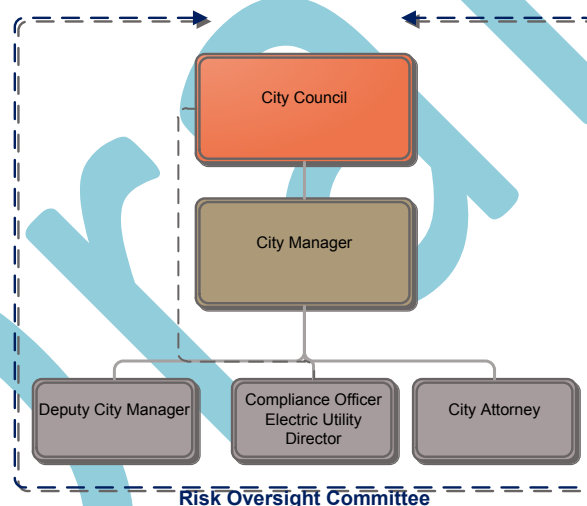 City Council
City Manager
Deputy City Manager
Compliance Officer
Electric Utility
Director
City Attorney
Risk Oversight Committee